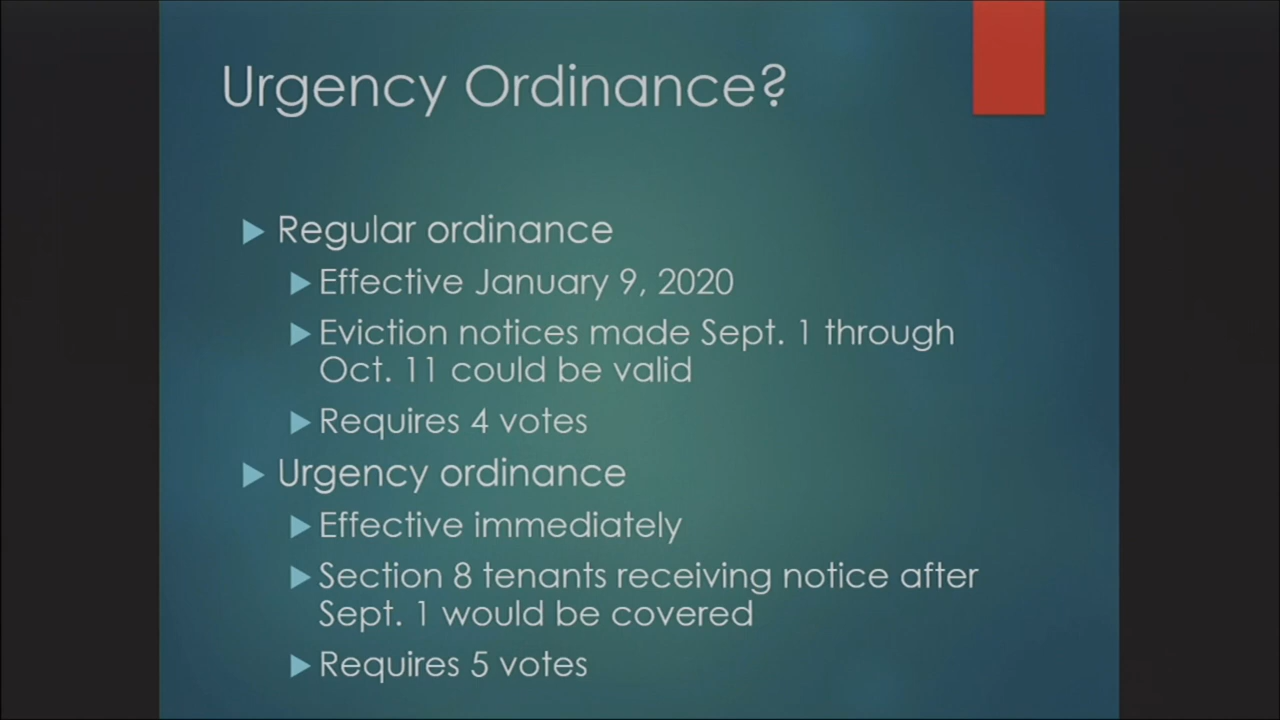 Urgency Ordinance?
Regular ordinance
Effective January 9, 2020
Eviction notices made Sept. 1 through
Oct. 11 could be valid
Requires 4 votes
Urgency ordinance
Effective immediately
Section 8 tenants receiving notice after
Sept. 1 would be covered
Requires 5 votes